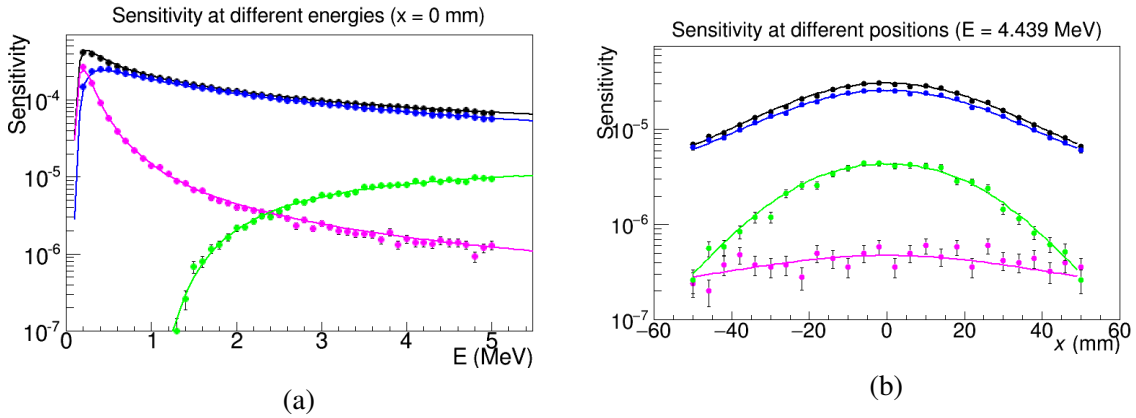 Sensitivity at different energies (x = 0 mm)
Sensitivity
10⁻⁴
10⁻⁵
10⁻⁶
10⁻⁷
0 1 2 3 4 5
E (MeV)
(a)
Sensitivity at different positions (E = 4.439 MeV)
Sensitivity
10⁻⁵
10⁻⁶
10⁻⁷
−60 −40 −20 0 20 40 60
x (mm)
(b)